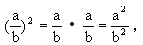 (a/b)² = a/b · a/b = a²/b² ,